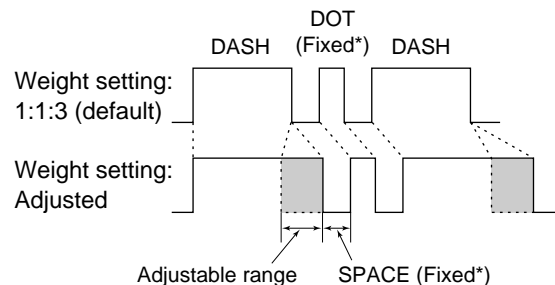 DOT
(Fixed*)
DASH
DASH
Weight setting:
1:1:3 (default)
Weight setting:
Adjusted
Adjustable range
SPACE (Fixed*)